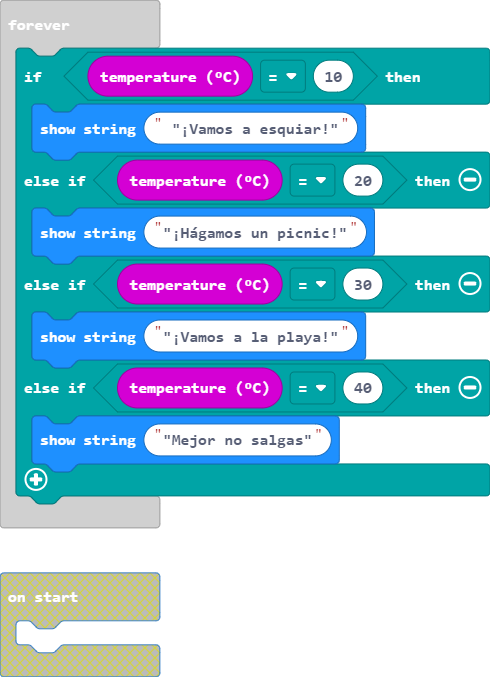 forever
if temperature (ºC) = 10 then
show string " "¡Vamos a esquiar!" "
else if temperature (ºC) = 20 then
show string " "¡Hágamos un picnic!" "
else if temperature (ºC) = 30 then
show string " "¡Vamos a la playa!" "
else if temperature (ºC) = 40 then
show string " "Mejor no salgas" "
on start